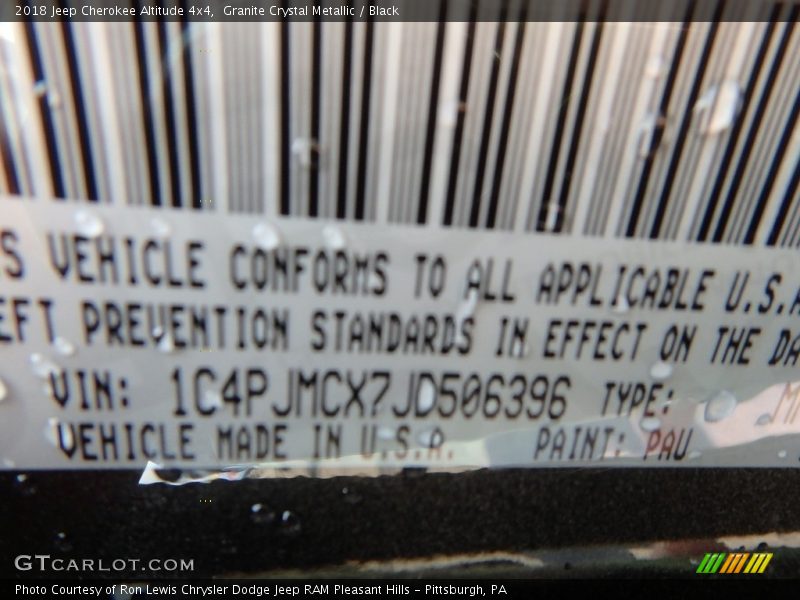 2018 Jeep Cherokee Altitude 4x4, Granite Crystal Metallic / Black
S VEHICLE CONFORMS TO ALL APPLICABLE U.S.A
EFT PREVENTION STANDARDS IN EFFECT ON THE DA
VIN: 1C4PJMCX7JD506396 TYPE:
VEHICLE MADE IN U.S.A. PAINT: PAU
GTCARLOT.COM
Photo Courtesy of Ron Lewis Chrysler Dodge Jeep RAM Pleasant Hills – Pittsburgh, PA